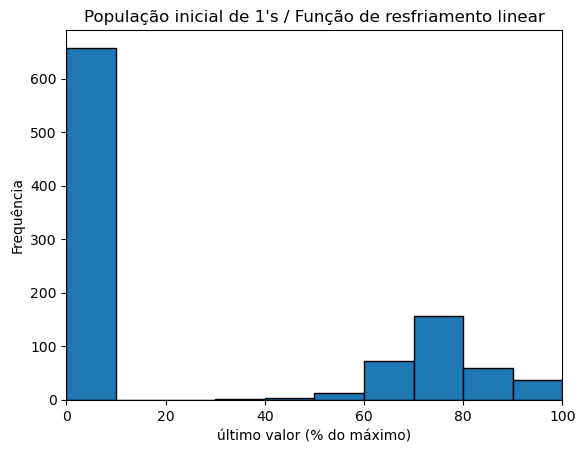 População inicial de 1's / Função de resfriamento linear
600
500
400
300
200
100
0
Frequência
0 20 40 60 80 100
último valor (% do máximo)